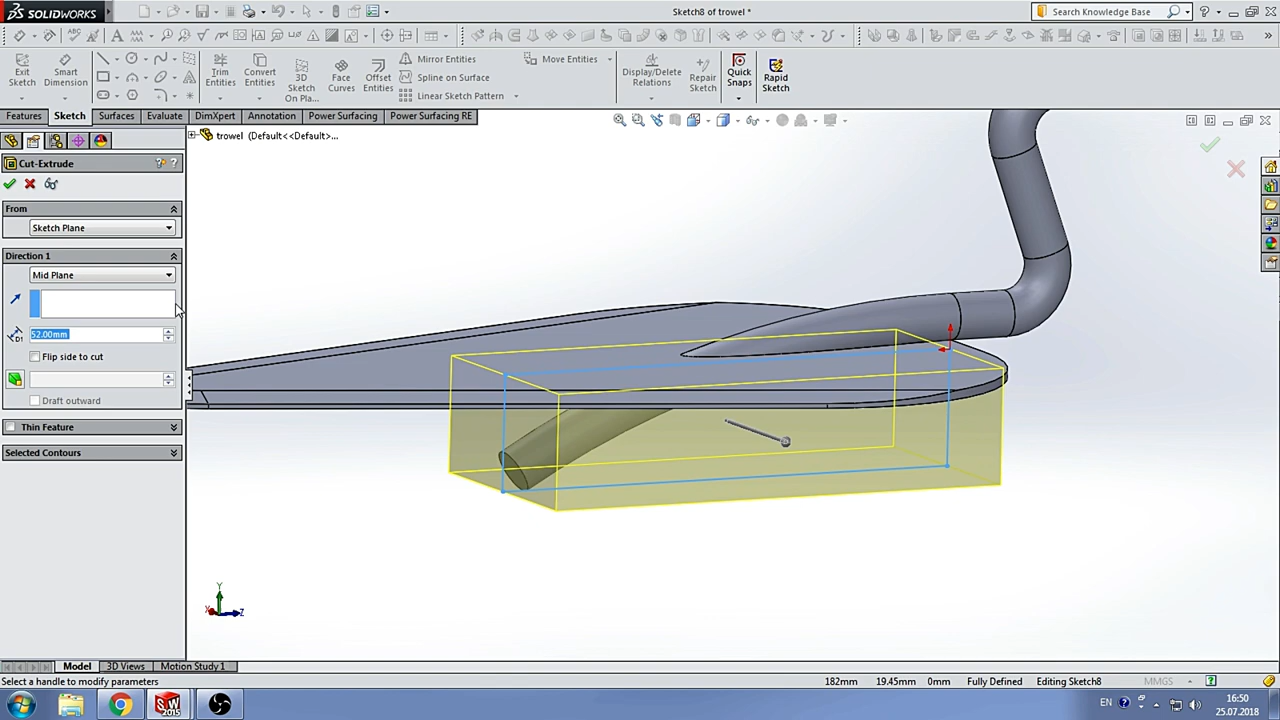 SOLIDWORKS
Sketch8 of trowel *
Search Knowledge Base
Exit Sketch
Smart Dimension
Trim Entities
Convert Entities
3D Sketch On Pla...
Face Curves
Offset Entities
Mirror Entities
Spline on Surface
Linear Sketch Pattern
Move Entities
Display/Delete Relations
Repair Sketch
Quick Snaps
Rapid Sketch
Features
Sketch
Surfaces
Evaluate
DimXpert
Annotation
Power Surfacing
Power Surfacing RE
trowel (Default<<Default>...
Cut-Extrude
From
Sketch Plane
Direction 1
Mid Plane
D1
52.00mm
Flip side to cut
Draft outward
Thin Feature
Selected Contours
Y
X
Z
Model
3D Views
Motion Study 1
Select a handle to modify parameters
182mm
19.45mm
0mm
Fully Defined
Editing Sketch8
MMGS
SW
2015
EN
16:50
25.07.2018